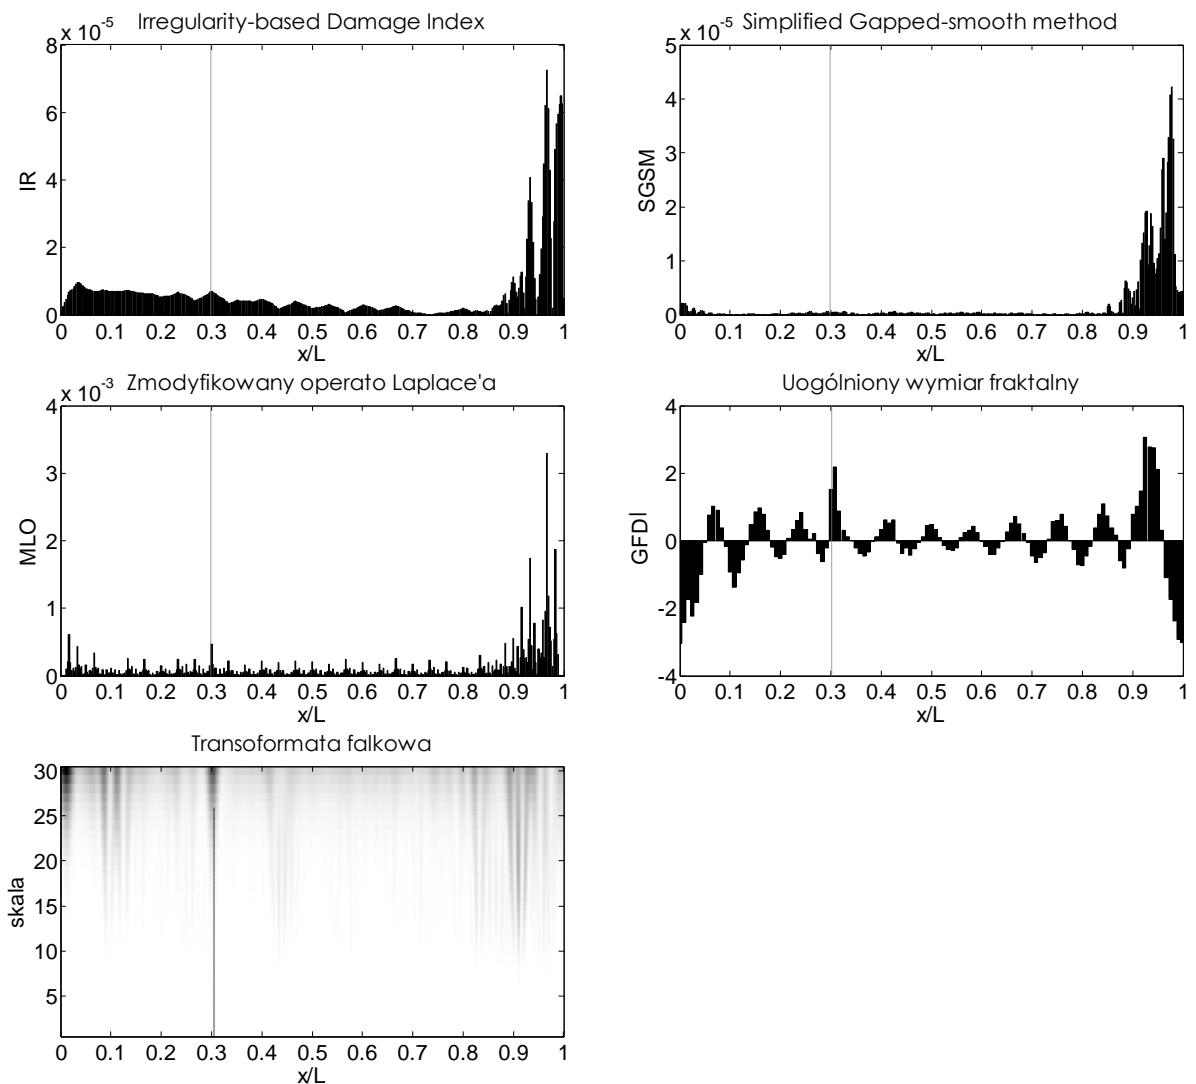 Irregularity-based Damage Index
x 10-5
8
6
4
2
0
IR
0 0.1 0.2 0.3 0.4 0.5 0.6 0.7 0.8 0.9 1
x/L
Simplified Gapped-smooth method
x 10-5
5
4
3
2
1
0
SGSM
0 0.1 0.2 0.3 0.4 0.5 0.6 0.7 0.8 0.9 1
x/L
Zmodyfikowany operato Laplace'a
x 10-3
4
3
2
1
0
MLO
0 0.1 0.2 0.3 0.4 0.5 0.6 0.7 0.8 0.9 1
x/L
Uogólniony wymiar fraktalny
4
2
0
-2
-4
GFDI
0 0.1 0.2 0.3 0.4 0.5 0.6 0.7 0.8 0.9 1
x/L
Transoformata falkowa
30
25
20
15
10
5
skala
0 0.1 0.2 0.3 0.4 0.5 0.6 0.7 0.8 0.9 1
x/L